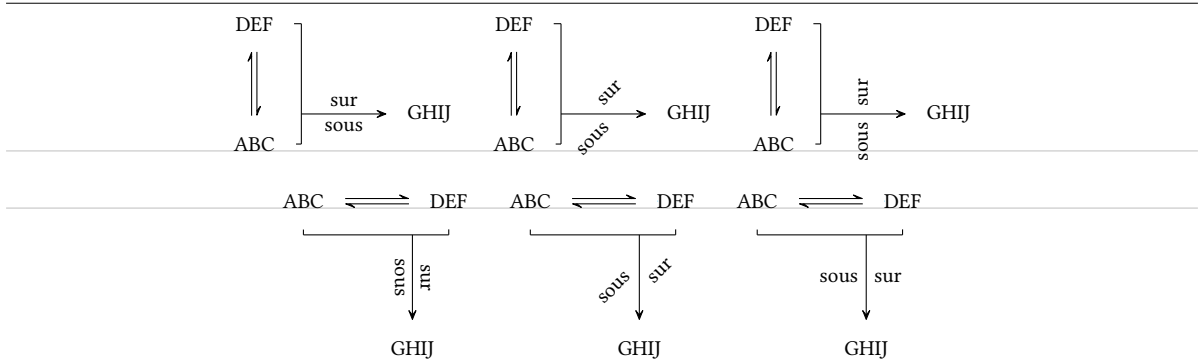 DEF DEF DEF
sur sur sur
GHIJ GHIJ GHIJ
sous sous sous
ABC ABC ABC
ABC DEF ABC DEF ABC DEF
sous sur sous sur sous sur
GHIJ GHIJ GHIJ